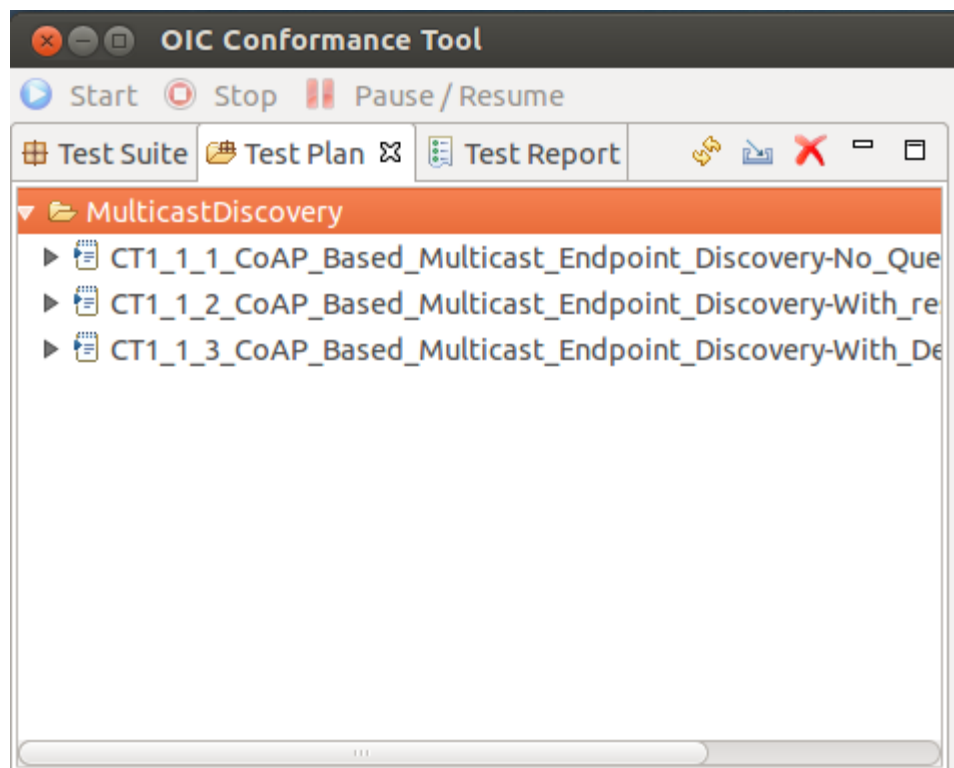 OIC Conformance Tool
Start Stop Pause / Resume
Test Suite Test Plan Test Report
MulticastDiscovery
CT1_1_1_CoAP_Based_Multicast_Endpoint_Discovery-No_Que
CT1_1_2_CoAP_Based_Multicast_Endpoint_Discovery-With_re
CT1_1_3_CoAP_Based_Multicast_Endpoint_Discovery-With_De